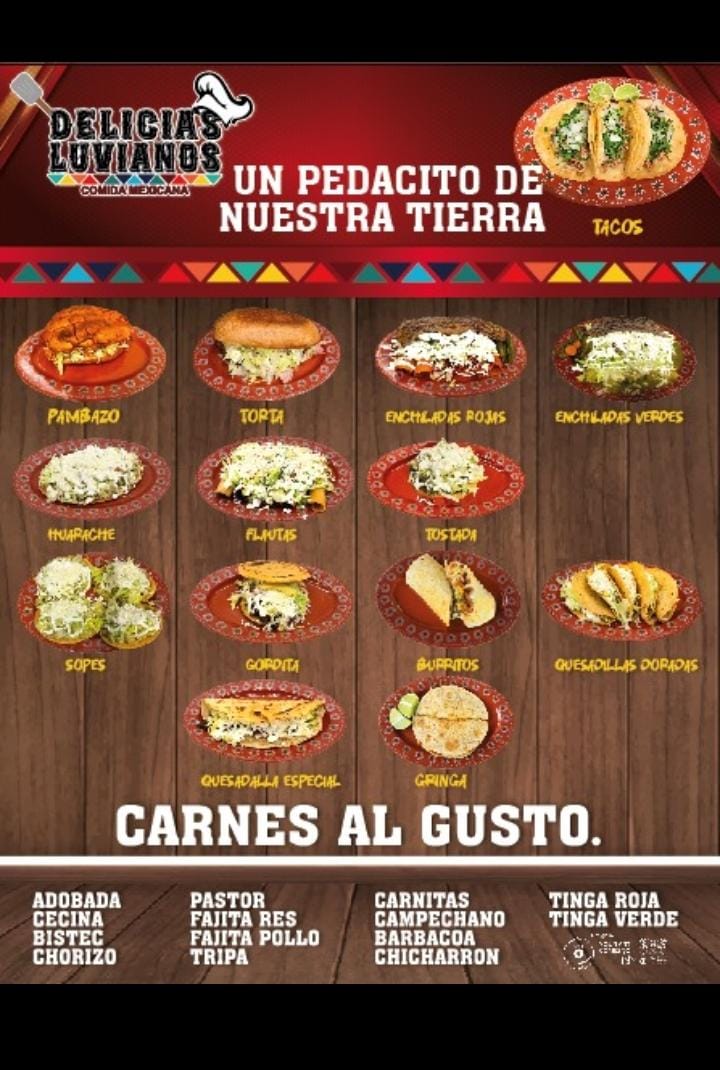 DELICIAS
LUVIANOS
COMIDA MEXICANA
UN PEDACITO DE
NUESTRA TIERRA
TACOS
PAMBAZO
TORTA
ENCHILADAS ROJAS
ENCHILADAS VERDES
HUARACHE
FLAUTAS
TOSTADA
SOPES
GORDITA
BURRITOS
QUESADILLAS DORADAS
QUESADALLA ESPECIAL
GRINGA
CARNES AL GUSTO.
ADOBADA
CECINA
BISTEC
CHORIZO
PASTOR
FAJITA RES
FAJITA POLLO
TRIPA
CARNITAS
CAMPECHANO
BARBACOA
CHICHARRON
TINGA ROJA
TINGA VERDE